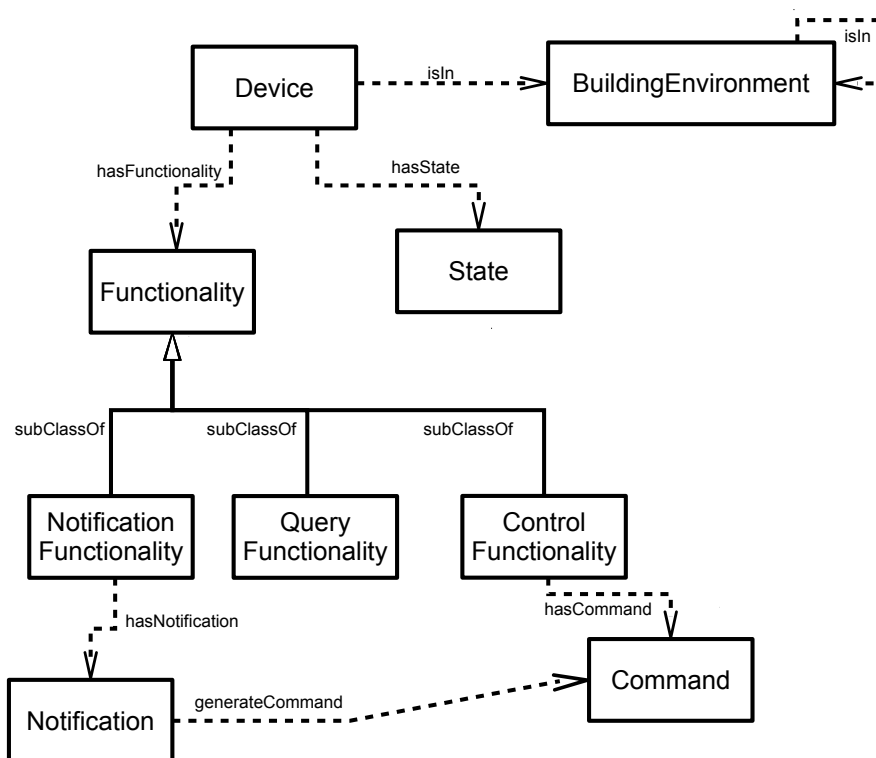 isIn
Device
isIn
BuildingEnvironment
hasFunctionality
hasState
Functionality
State
subClassOf
subClassOf
subClassOf
Notification
Functionality
Query
Functionality
Control
Functionality
hasNotification
hasCommand
Notification
generateCommand
Command